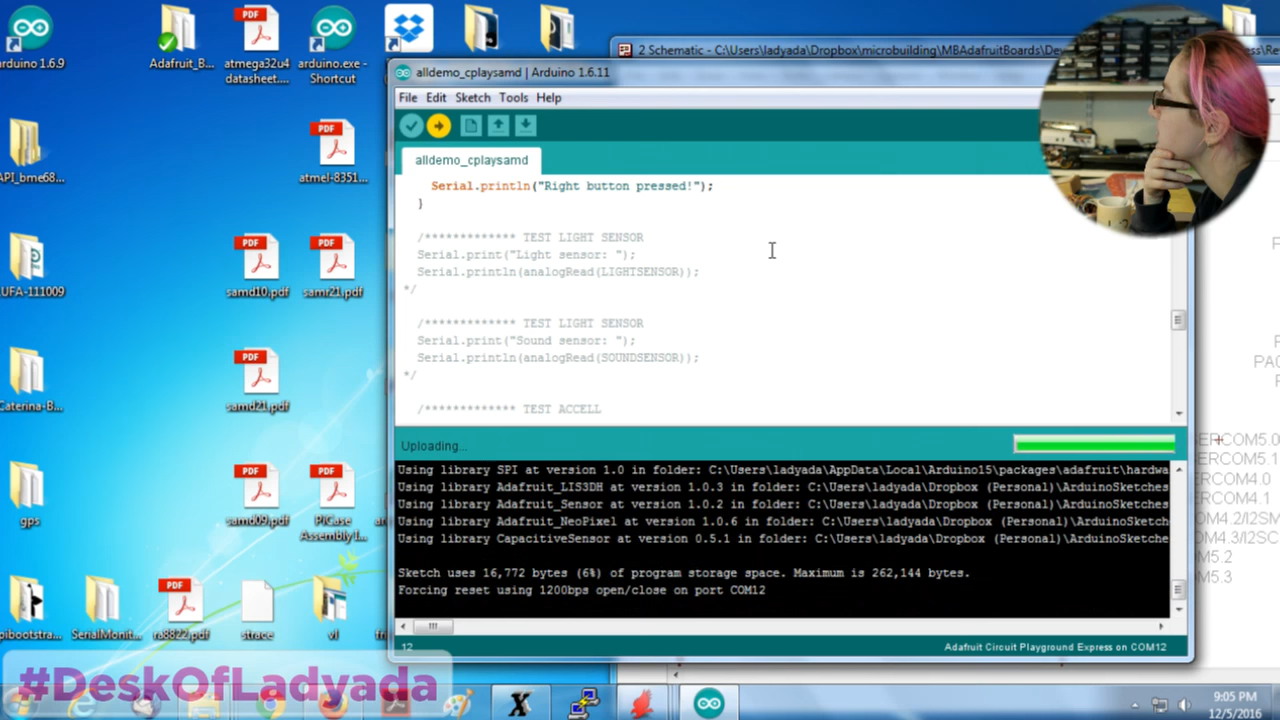 arduino 1.6.9
Adafruit_B...
atmega32u4
datasheet....
arduino.exe -
Shortcut
API_bme68...
atmel-8351...
LUFA-111009
samd10.pdf
samr21.pdf
Caterina-B...
samd21.pdf
gps
samd09.pdf
PiCase
Assembly I...
pibootstra...
SerialMonit...
ra8822.pdf
strace
vl
2 Schematic - C:\Users\ladyada\Dropbox\microbuilding\MBAdafruitBoards\Dev
alldemo_cplaysamd | Arduino 1.6.11
File Edit Sketch Tools Help
alldemo_cplaysamd
Serial.println("Right button pressed!");
}
/************* TEST LIGHT SENSOR
Serial.print("Light sensor: ");
Serial.println(analogRead(LIGHTSENSOR));
*/
/************* TEST LIGHT SENSOR
Serial.print("Sound sensor: ");
Serial.println(analogRead(SOUNDSENSOR));
*/
/************* TEST ACCELL
Uploading...
Using library SPI at version 1.0 in folder: C:\Users\ladyada\AppData\Local\Arduino15\packages\adafruit\hardwa
Using library Adafruit_LIS3DH at version 1.0.3 in folder: C:\Users\ladyada\Dropbox (Personal)\ArduinoSketches
Using library Adafruit_Sensor at version 1.0.2 in folder: C:\Users\ladyada\Dropbox (Personal)\ArduinoSketches
Using library Adafruit_NeoPixel at version 1.0.6 in folder: C:\Users\ladyada\Dropbox (Personal)\ArduinoSketch
Using library CapacitiveSensor at version 0.5.1 in folder: C:\Users\ladyada\Dropbox (Personal)\ArduinoSketche
Sketch uses 16,772 bytes (6%) of program storage space. Maximum is 262,144 bytes.
Forcing reset using 1200bps open/close on port COM12
12
Adafruit Circuit Playground Express on COM12
ERCOM5.0
ERCOM5.1
COM4.0
COM4.1
OM4.2/I2SM
OM4.3/I2SC
COM5.2
OM5.3
#DeskOfLadyada
9:05 PM
12/5/2016